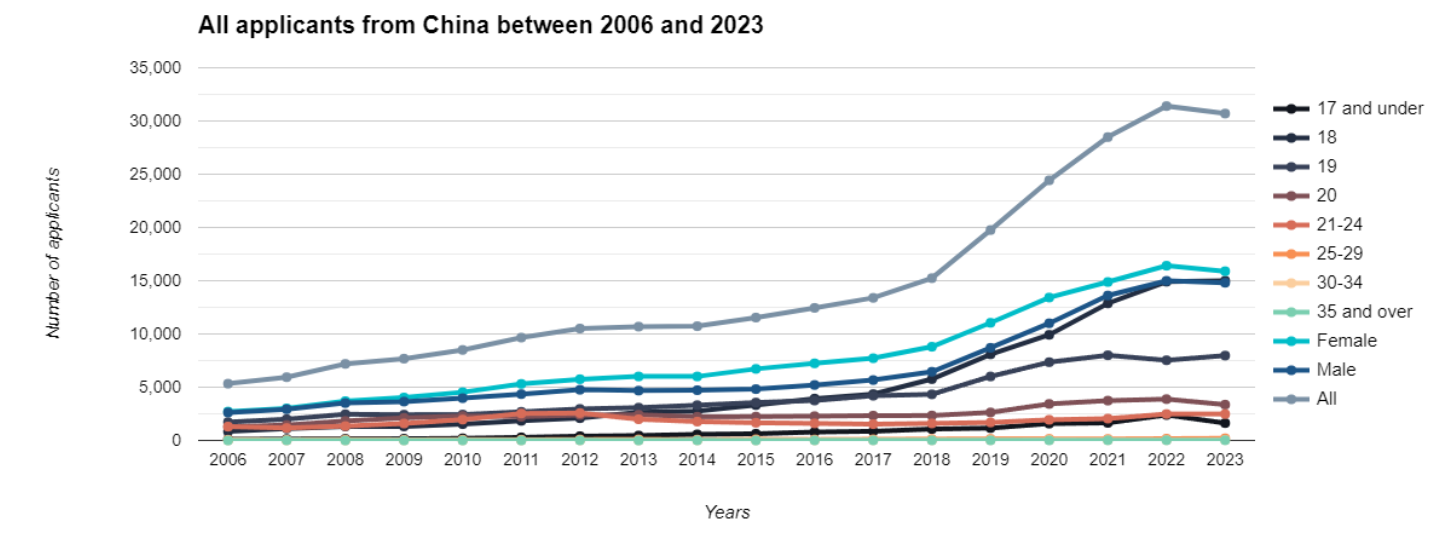 All applicants from China between 2006 and 2023
Number of applicants
35,000
30,000
25,000
20,000
15,000
10,000
5,000
0
2006 2007 2008 2009 2010 2011 2012 2013 2014 2015 2016 2017 2018 2019 2020 2021 2022 2023
Years
17 and under
18
19
20
21-24
25-29
30-34
35 and over
Female
Male
All